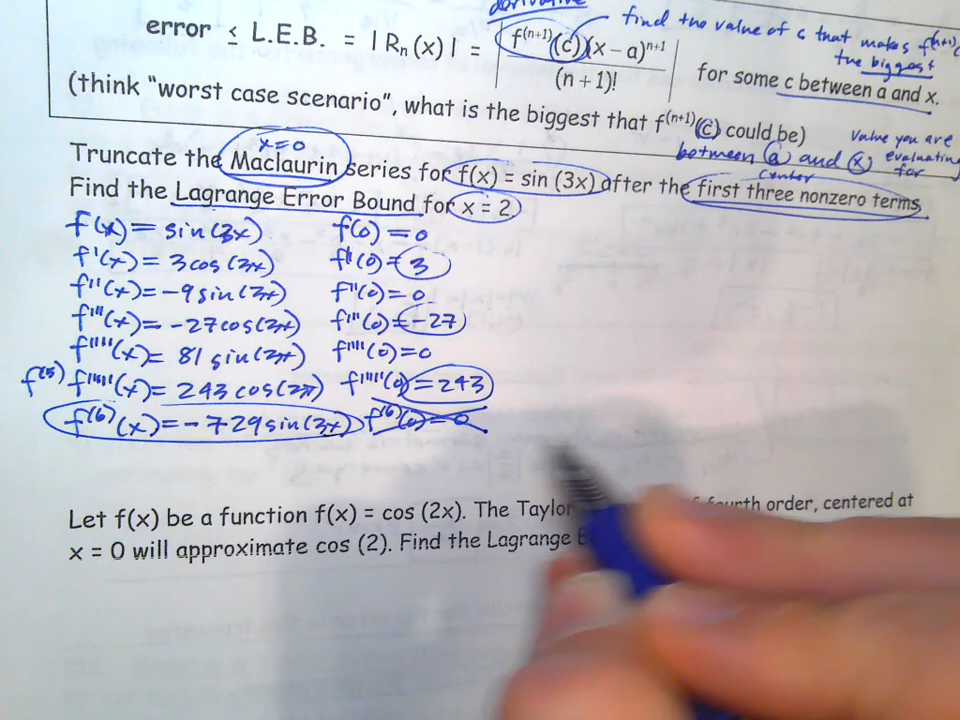 derivative
find the value of c that makes f⁽ⁿ⁺¹⁾c
the biggest
error ≤ L.E.B. = | Rₙ(x) | = | f⁽ⁿ⁺¹⁾(c)(x – a)ⁿ⁺¹ / (n + 1)! | for some c between a and x.
(think “worst case scenario”, what is the biggest that f⁽ⁿ⁺¹⁾(c) could be)
between a and x value you are evaluating for
center
x=0
Truncate the Maclaurin series for f(x) = sin (3x) after the first three nonzero terms.
Find the Lagrange Error Bound for x = 2.
f(x) = sin(3x) f(0) = 0
f'(x) = 3cos(3x) f'(0) = 3
f''(x) = -9sin(3x) f''(0) = 0
f'''(x) = -27cos(3x) f'''(0) = -27
f''''(x) = 81 sin(3x) f''''(0) = 0
f⁽⁵⁾ f'''''(x) = 243 cos(3x) f'''''(0) = 243
f⁽⁶⁾(x) = -729sin(3x) f⁽⁶⁾(0) = 0
Let f(x) be a function f(x) = cos (2x). The Taylor fourth order, centered at
x = 0 will approximate cos (2). Find the Lagrange